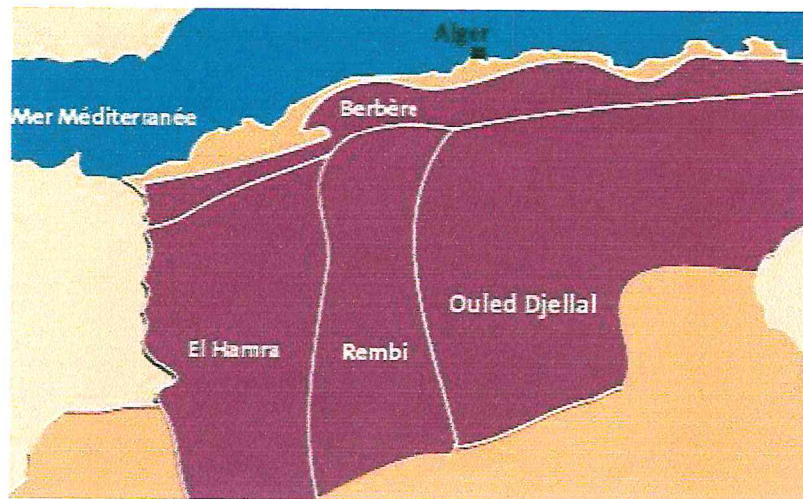 Alger
Mer Méditerranée
Berbère
Ouled Djellal
El Hamra
Rembi